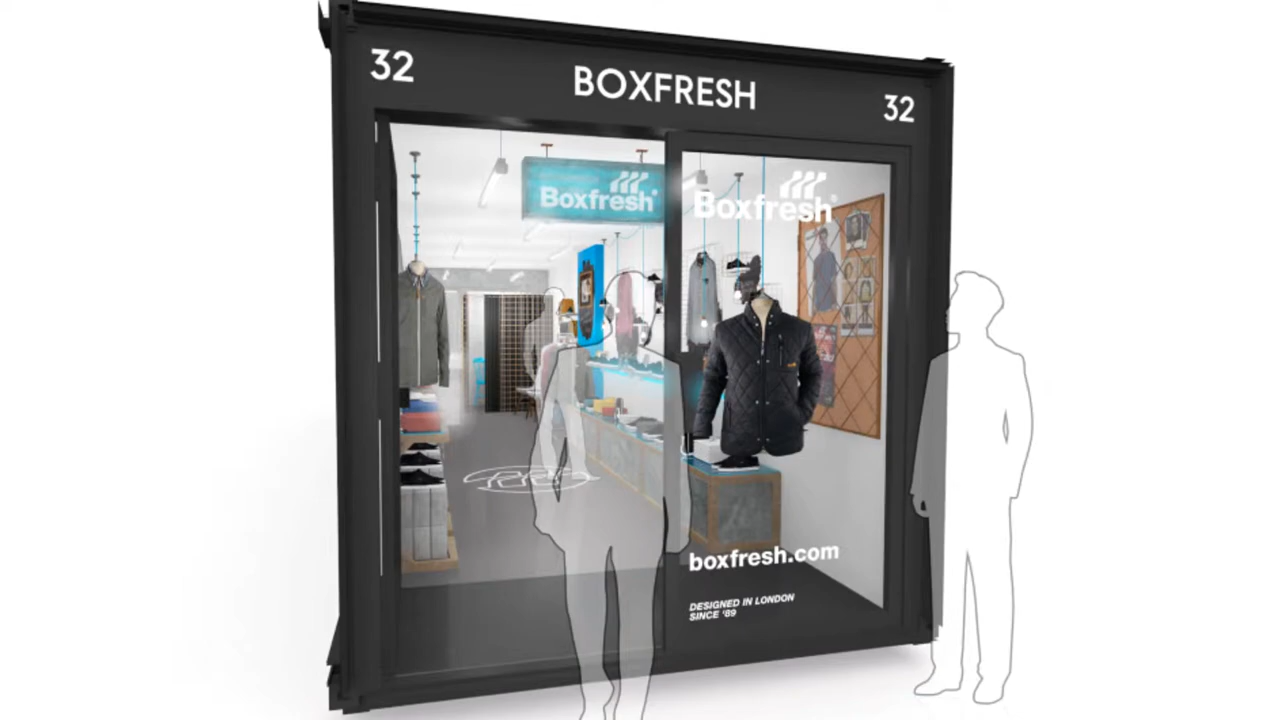 32
BOXFRESH
32
Boxfresh
Boxfresh®
boxfresh.com
DESIGNED IN LONDON
SINCE '89